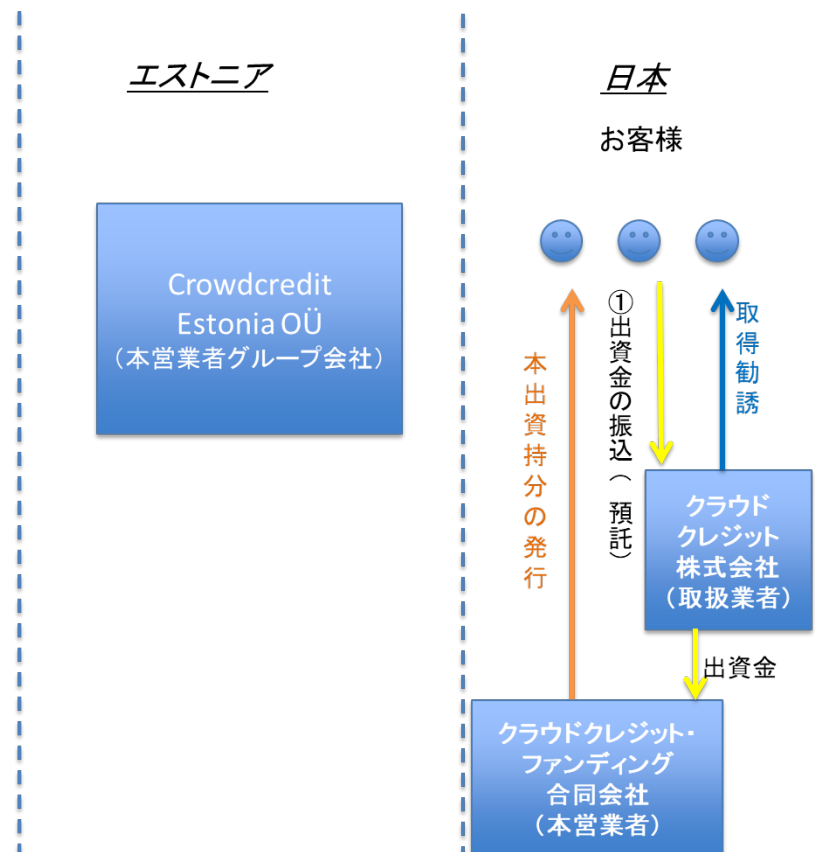 エストニア
日本
お客様
Crowdcredit
Estonia OÜ
（本営業者グループ会社）
本出資持分の発行
①出資金の振込（預託）
取得勧誘
クラウド
クレジット
株式会社
（取扱業者）
出資金
クラウドクレジット・
ファンディング
合同会社
（本営業者）